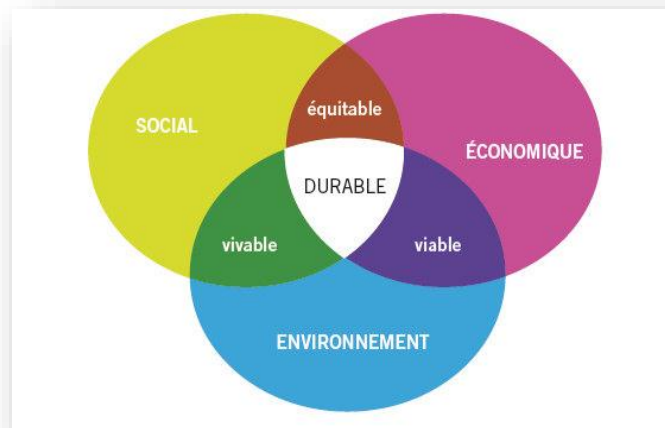 équitable
SOCIAL
ÉCONOMIQUE
DURABLE
vivable
viable
ENVIRONNEMENT